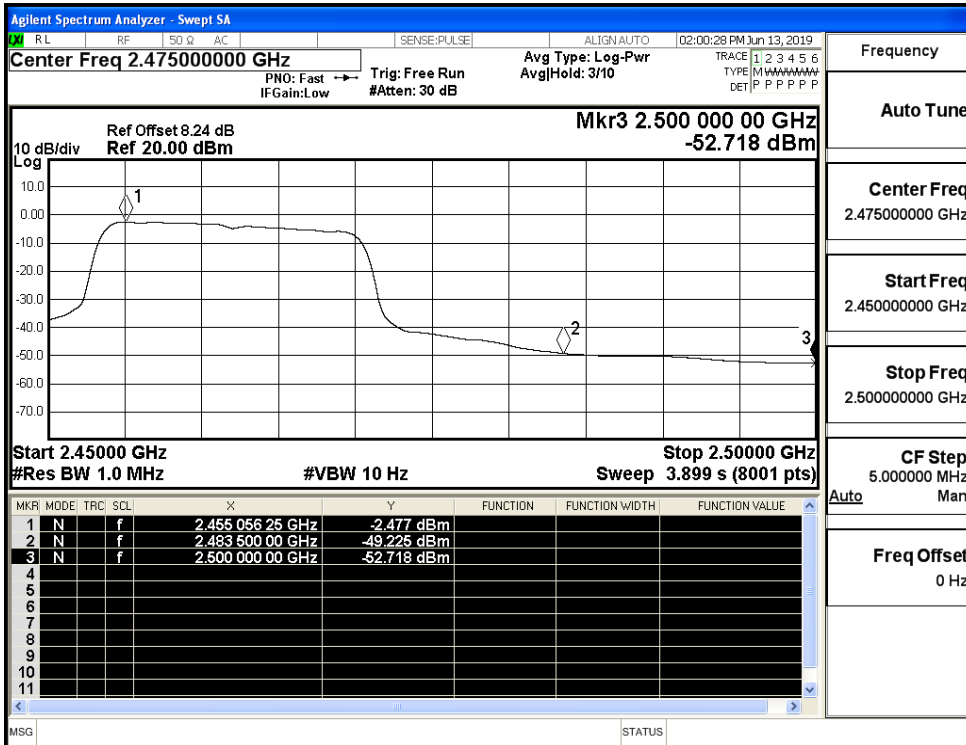 Agilent Spectrum Analyzer - Swept SA
LXI RL RF 50 Ω AC SENSE:PULSE ALIGN AUTO 02:00:28 PM Jun 13, 2019
Center Freq 2.475000000 GHz
PNO: Fast
IFGain:Low
Trig: Free Run
#Atten: 30 dB
Avg Type: Log-Pwr
Avg|Hold: 3/10
TRACE 1 2 3 4 5 6
TYPE M WWWWW
DET P P P P P P
Ref Offset 8.24 dB
10 dB/div Ref 20.00 dBm
Log
Mkr3 2.500 000 00 GHz
-52.718 dBm
10.0
0.00
-10.0
-20.0
-30.0
-40.0
-50.0
-60.0
-70.0
1
2
3
Start 2.45000 GHz Stop 2.50000 GHz
#Res BW 1.0 MHz #VBW 10 Hz Sweep 3.899 s (8001 pts)
MKR MODE TRC SCL X Y FUNCTION FUNCTION WIDTH FUNCTION VALUE
1 N f 2.455 056 25 GHz -2.477 dBm
2 N f 2.483 500 00 GHz -49.225 dBm
3 N f 2.500 000 00 GHz -52.718 dBm
4
5
6
7
8
9
10
11
MSG STATUS
Frequency
Auto Tune
Center Freq
2.475000000 GHz
Start Freq
2.450000000 GHz
Stop Freq
2.500000000 GHz
CF Step
5.000000 MHz
Auto Man
Freq Offset
0 Hz